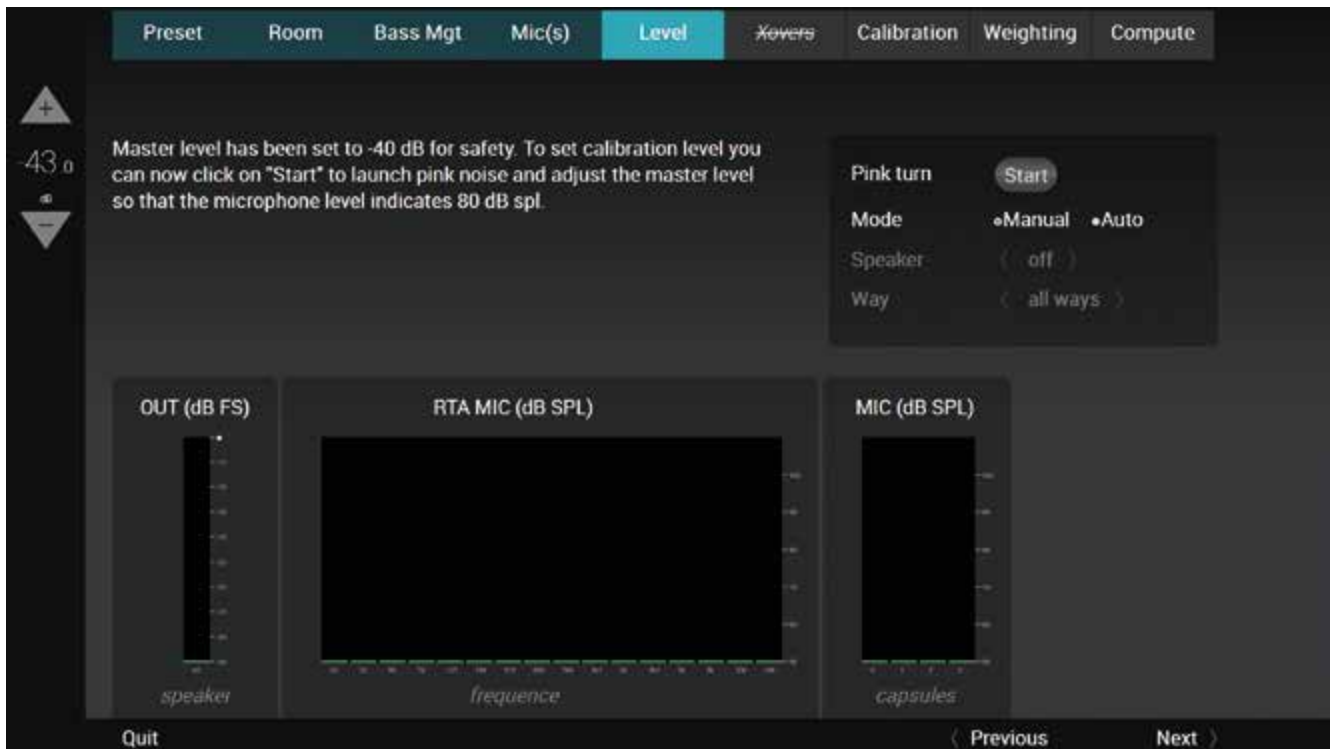 Preset Room Bass Mgt Mic(s) Level Xovers Calibration Weighting Compute
+
-43.0
dB
−
Master level has been set to -40 dB for safety. To set calibration level you
can now click on "Start" to launch pink noise and adjust the master level
so that the microphone level indicates 80 dB spl.
Pink turn Start
Mode Manual Auto
Speaker off
Way all ways
OUT (dB FS)
RTA MIC (dB SPL)
MIC (dB SPL)
speaker
frequence
capsules
Quit
Previous
Next